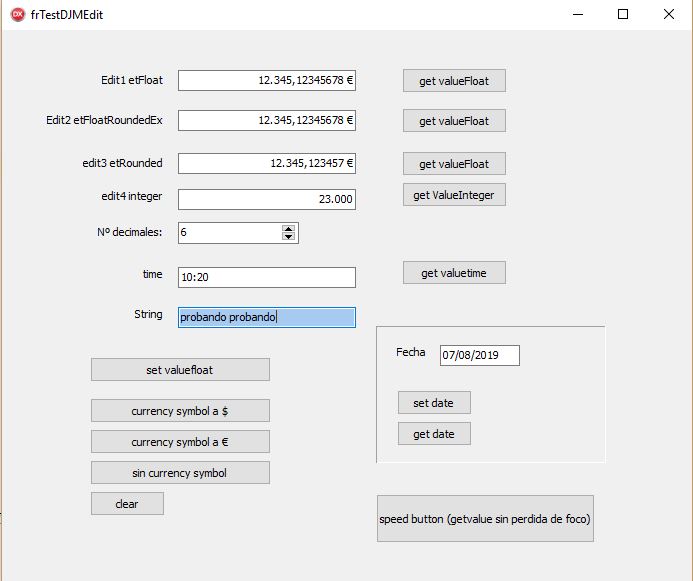 DX frTestDJMEdit
Edit1 etFloat 12.345,12345678 € get valueFloat
Edit2 etFloatRoundedEx 12.345,12345678 € get valueFloat
edit3 etRounded 12.345,123457 € get valueFloat
edit4 integer 23.000 get ValueInteger
Nº decimales: 6
time 10:20 get valuetime
String probando probando
Fecha 07/08/2019
set valuefloat
set date
currency symbol a $
get date
currency symbol a €
sin currency symbol
clear
speed button (getvalue sin perdida de foco)